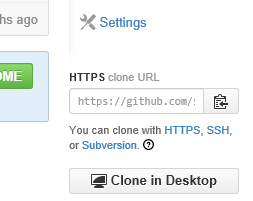 hs ago
Settings
OME
HTTPS clone URL
https://github.com/
You can clone with HTTPS, SSH,
or Subversion.
Clone in Desktop